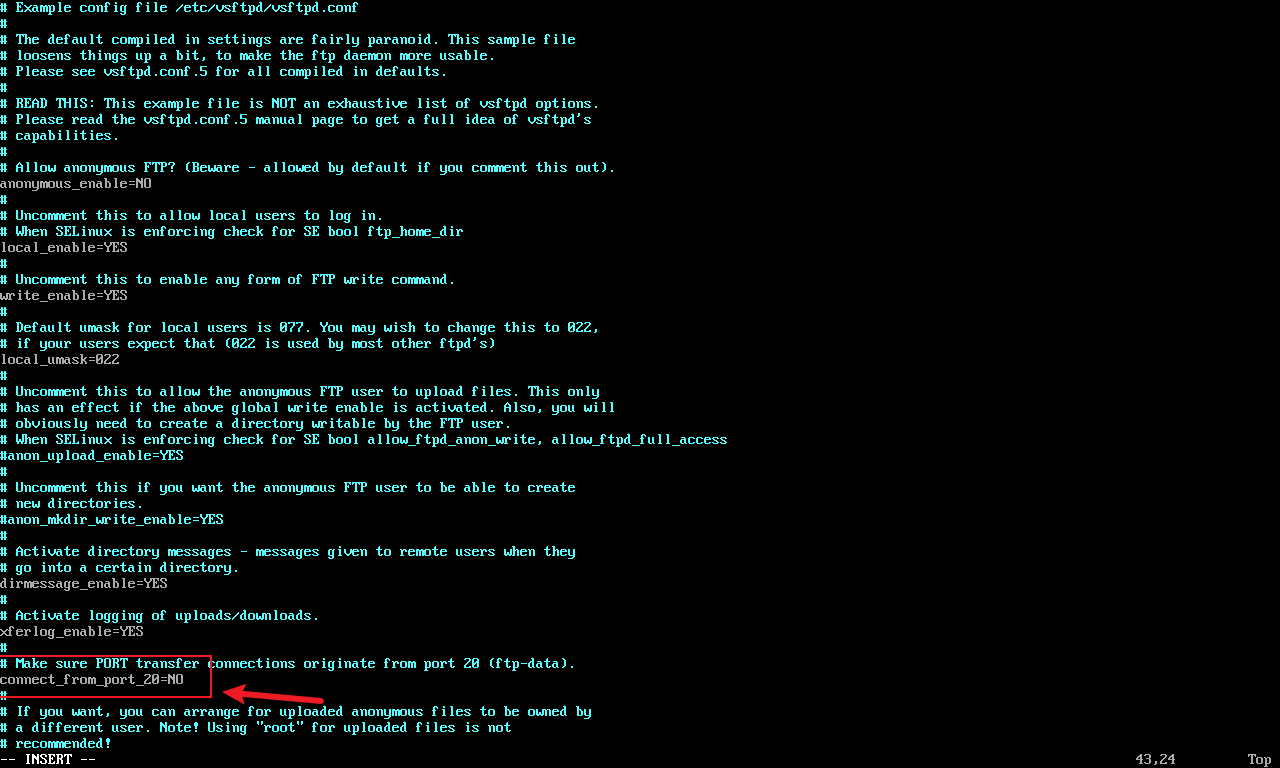 # Example config file /etc/vsftpd/vsftpd.conf
#
# The default compiled in settings are fairly paranoid. This sample file
# loosens things up a bit, to make the ftp daemon more usable.
# Please see vsftpd.conf.5 for all compiled in defaults.
#
# READ THIS: This example file is NOT an exhaustive list of vsftpd options.
# Please read the vsftpd.conf.5 manual page to get a full idea of vsftpd's
# capabilities.
#
# Allow anonymous FTP? (Beware - allowed by default if you comment this out).
anonymous_enable=NO
#
# Uncomment this to allow local users to log in.
# When SELinux is enforcing check for SE bool ftp_home_dir
local_enable=YES
#
# Uncomment this to enable any form of FTP write command.
write_enable=YES
#
# Default umask for local users is 077. You may wish to change this to 022,
# if your users expect that (022 is used by most other ftpd's)
local_umask=022
#
# Uncomment this to allow the anonymous FTP user to upload files. This only
# has an effect if the above global write enable is activated. Also, you will
# obviously need to create a directory writable by the FTP user.
# When SELinux is enforcing check for SE bool allow_ftpd_anon_write, allow_ftpd_full_access
#anon_upload_enable=YES
#
# Uncomment this if you want the anonymous FTP user to be able to create
# new directories.
#anon_mkdir_write_enable=YES
#
# Activate directory messages - messages given to remote users when they
# go into a certain directory.
dirmessage_enable=YES
#
# Activate logging of uploads/downloads.
xferlog_enable=YES
#
# Make sure PORT transfer connections originate from port 20 (ftp-data).
connect_from_port_20=NO
#
# If you want, you can arrange for uploaded anonymous files to be owned by
# a different user. Note! Using "root" for uploaded files is not
# recommended!
-- INSERT -- 43,24 Top